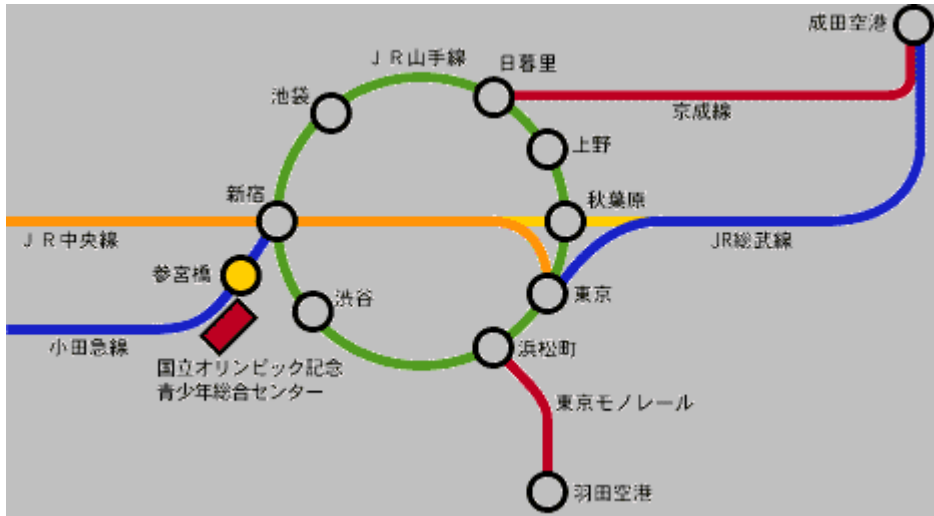 成田空港
ＪＲ山手線
日暮里
池袋
京成線
上野
新宿
秋葉原
ＪＲ中央線
JR総武線
参宮橋
東京
渋谷
小田急線
浜松町
国立オリンピック記念
青少年総合センター
東京モノレール
羽田空港